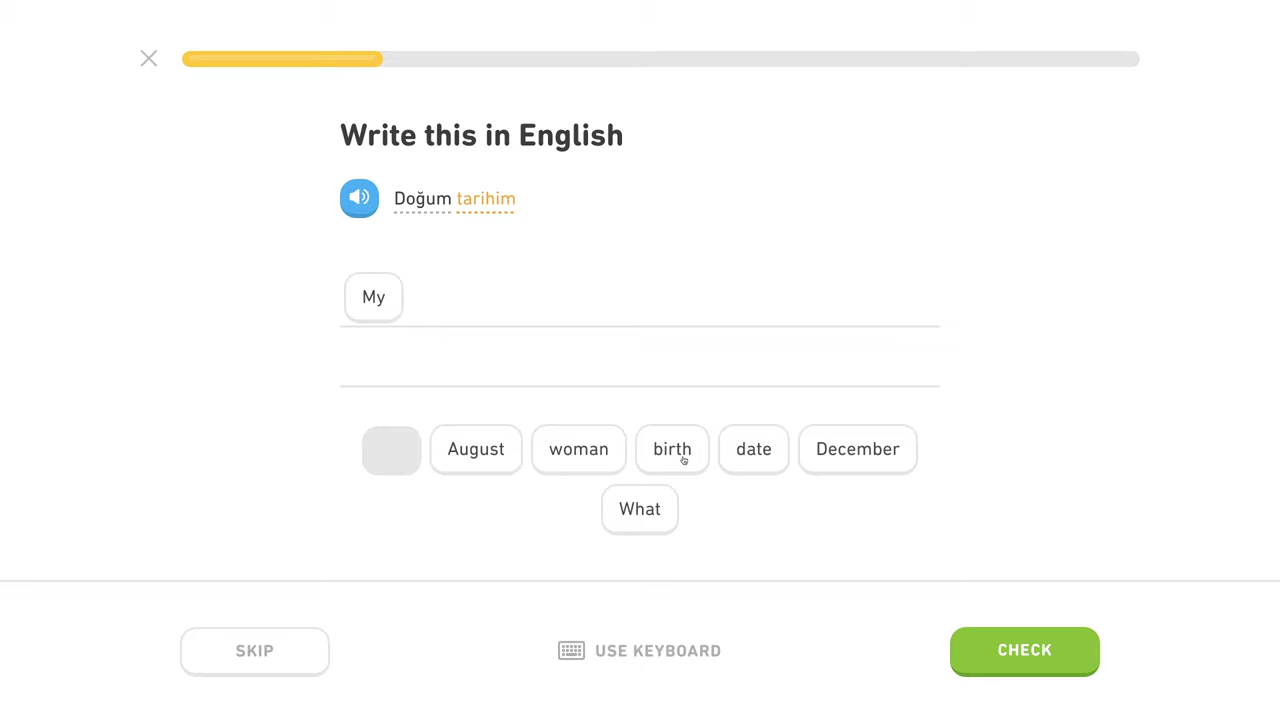 Write this in English
Doğum tarihim
My
August woman birth date December
What
SKIP USE KEYBOARD CHECK